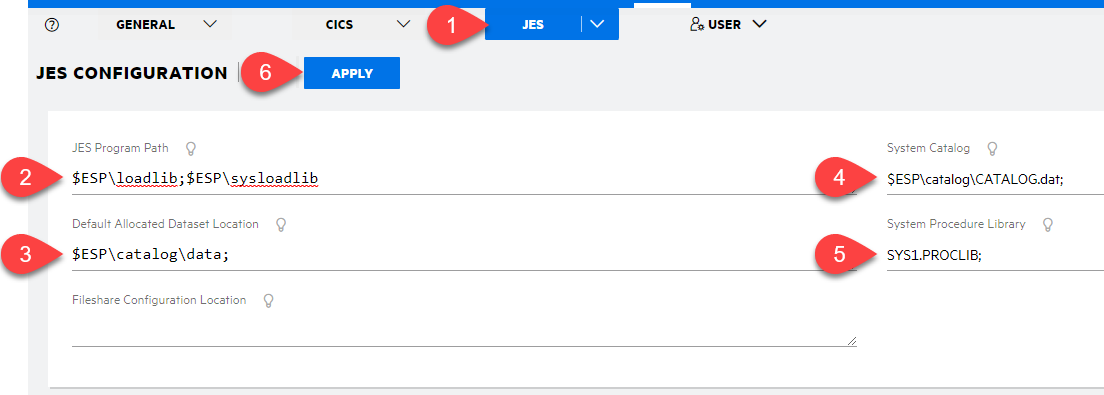 GENERAL CICS 1 JES USER
JES CONFIGURATION 6 APPLY
JES Program Path
2 $ESP\loadlib;$ESP\sysloadlib
System Catalog
4 $ESP\catalog\CATALOG.dat;
Default Allocated Dataset Location
3 $ESP\catalog\data;
System Procedure Library
5 SYS1.PROCLIB;
Fileshare Configuration Location